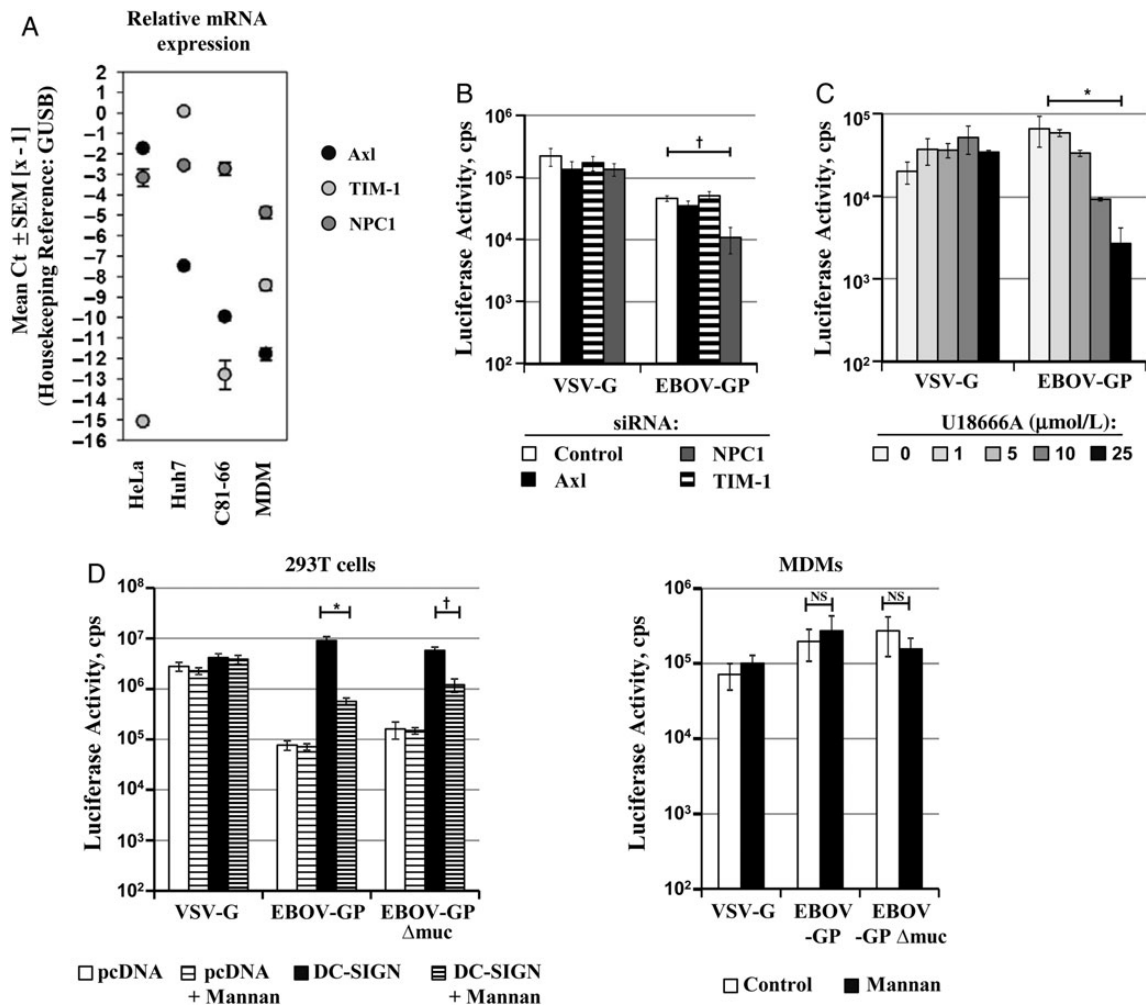 A
Relative mRNA
expression
Mean Ct ± SEM [x - 1]
(Housekeeping Reference: GUSB)
2
1
0
−1
−2
−3
−4
−5
−6
−7
−8
−9
−10
−11
−12
−13
−14
−15
−16
HeLa
Huh7
C81-66
MDM
Axl
TIM-1
NPC1
B
Luciferase Activity, cps
10⁶
10⁵
10⁴
10³
10²
†
VSV-G EBOV-GP
siRNA:
Control NPC1
Axl TIM-1
C
Luciferase Activity, cps
10⁵
10⁴
10³
10²
*
VSV-G EBOV-GP
U18666A (µmol/L):
0 1 5 10 25
D
293T cells
Luciferase Activity, cps
10⁸
10⁷
10⁶
10⁵
10⁴
10³
10²
* †
VSV-G EBOV-GP EBOV-GP
Δmuc
pcDNA pcDNA DC-SIGN DC-SIGN
+ Mannan + Mannan
MDMs
Luciferase Activity, cps
10⁶
10⁵
10⁴
10³
10²
NS NS
VSV-G EBOV EBOV
-GP -GP Δmuc
Control Mannan